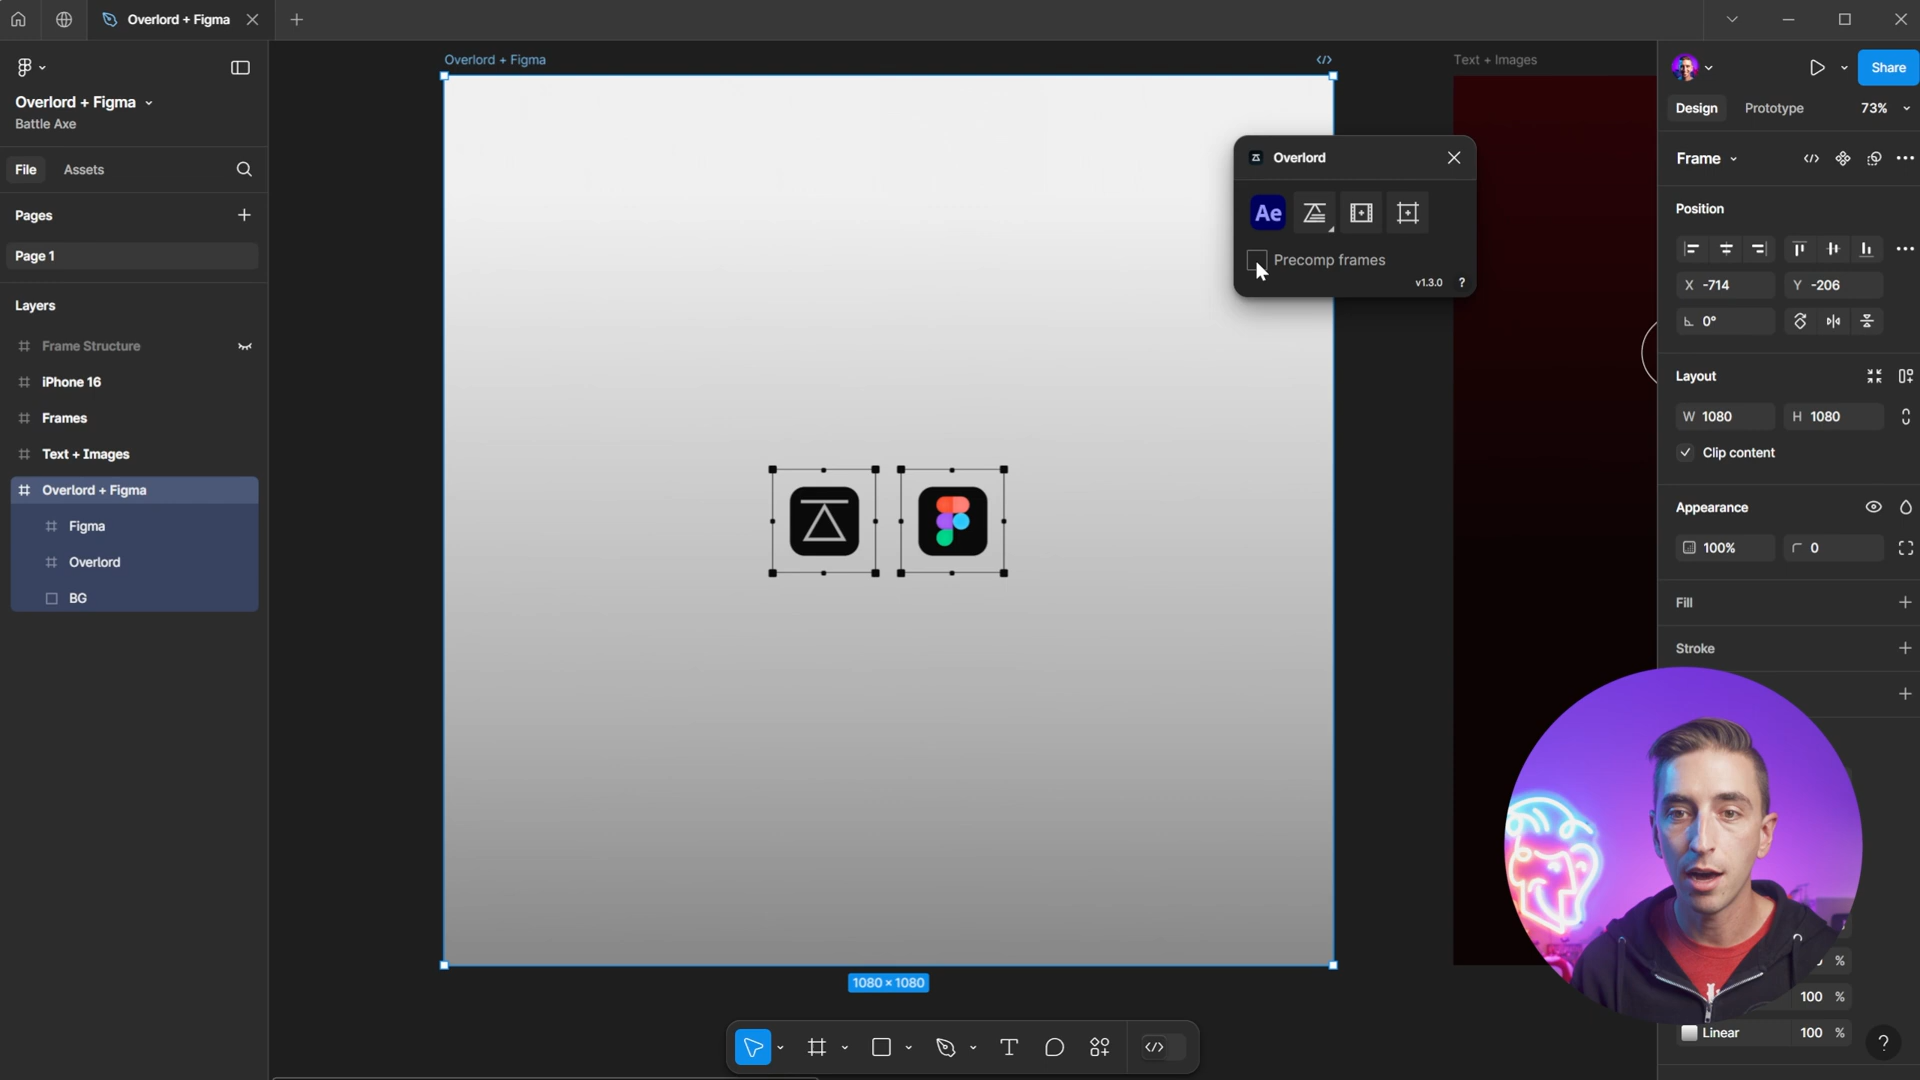 Overlord + Figma
Overlord + Figma
Battle Axe
File
Assets
Pages
Page 1
Layers
Frame Structure
iPhone 16
Frames
Text + Images
Overlord + Figma
Figma
Overlord
BG
Overlord + Figma
Text + Images
1080 × 1080
Overlord
Ae
Precomp frames
v1.3.0 ?
Share
Design
Prototype
73%
Frame
Position
X -714
Y -206
0°
Layout
W 1080
H 1080
Clip content
Appearance
100%
0
Fill
Stroke
%
100 %
Linear 100 %
?